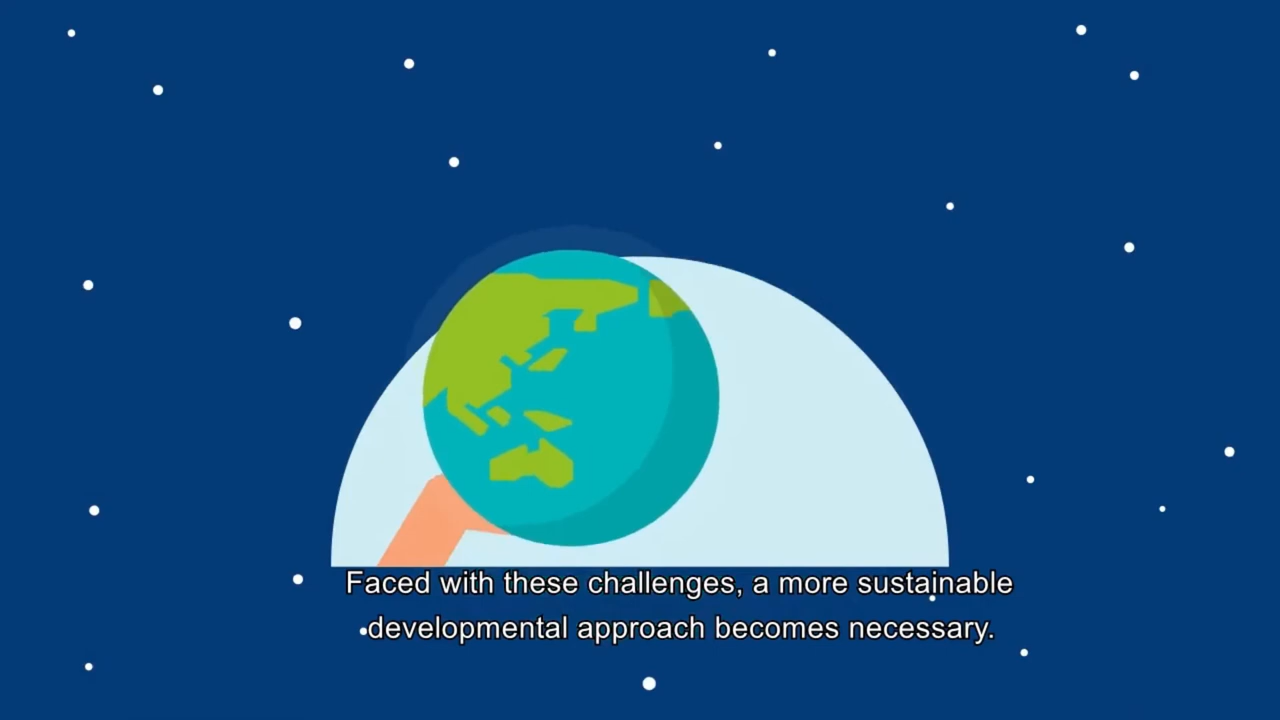 Faced with these challenges, a more sustainable
developmental approach becomes necessary.